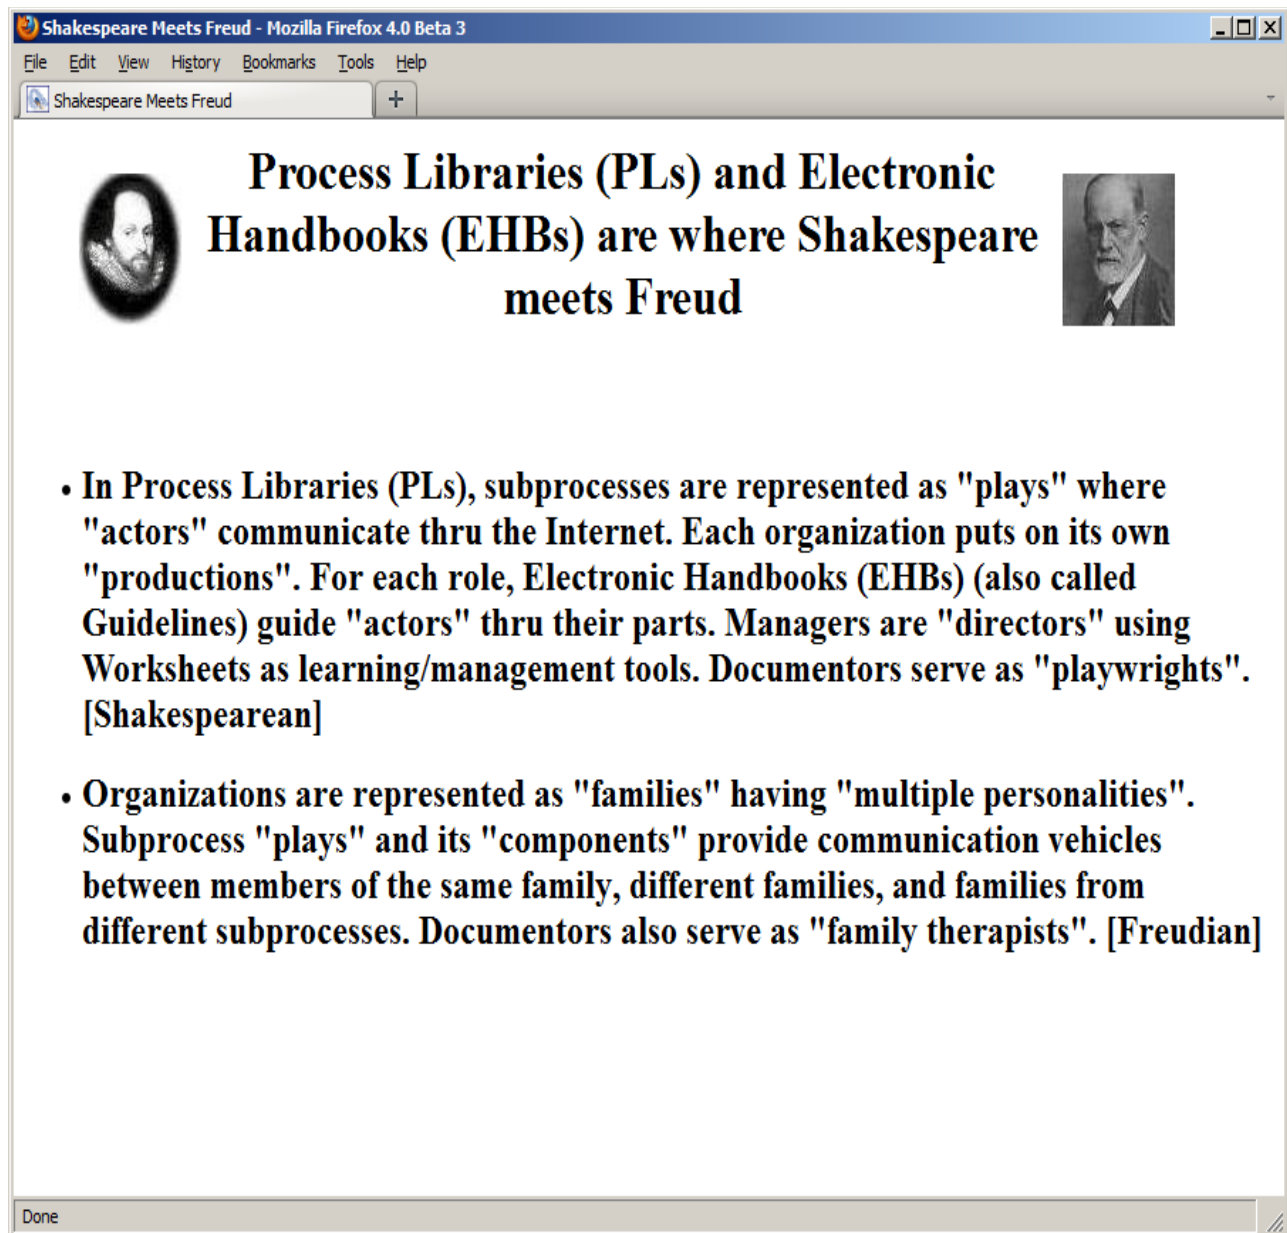 Shakespeare Meets Freud - Mozilla Firefox 4.0 Beta 3
File Edit View History Bookmarks Tools Help
Shakespeare Meets Freud
Process Libraries (PLs) and Electronic
Handbooks (EHBs) are where Shakespeare
meets Freud
• In Process Libraries (PLs), subprocesses are represented as "plays" where
"actors" communicate thru the Internet. Each organization puts on its own
"productions". For each role, Electronic Handbooks (EHBs) (also called
Guidelines) guide "actors" thru their parts. Managers are "directors" using
Worksheets as learning/management tools. Documentors serve as "playwrights".
[Shakespearean]
• Organizations are represented as "families" having "multiple personalities".
Subprocess "plays" and its "components" provide communication vehicles
between members of the same family, different families, and families from
different subprocesses. Documentors also serve as "family therapists". [Freudian]
Done